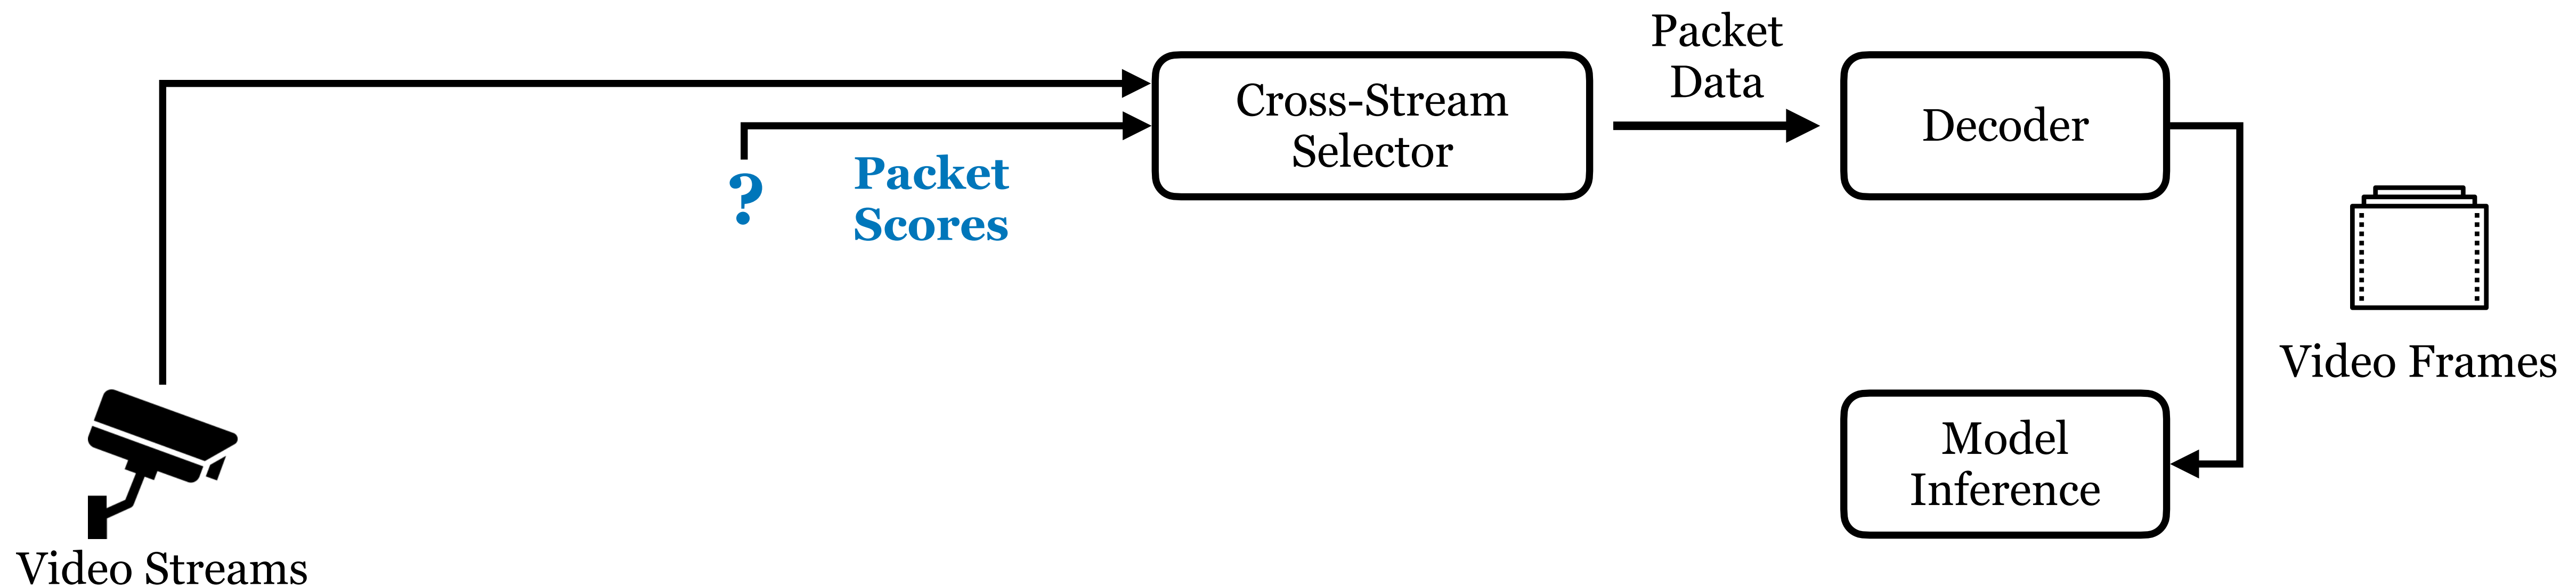 Packet
Data
Cross-Stream
Selector
Decoder
?
Packet
Scores
Video Frames
Model
Inference
Video Streams